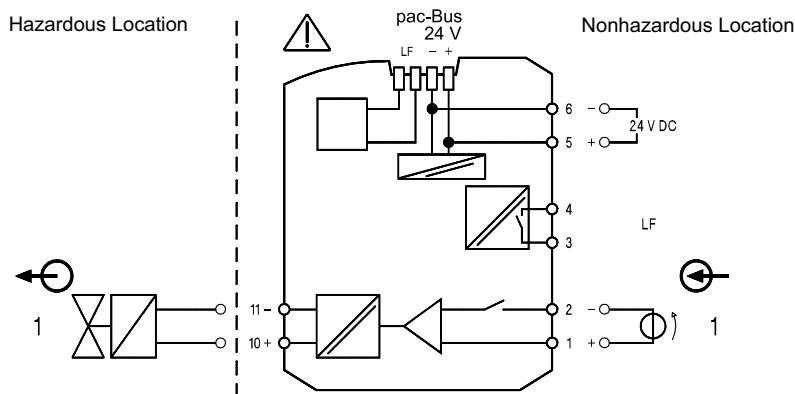 Hazardous Location
pac-Bus
24 V
Nonhazardous Location
LF − +
6 −
24 V DC
5 +
4
LF
3
11 −
2 −
1
1
10 +
1 +